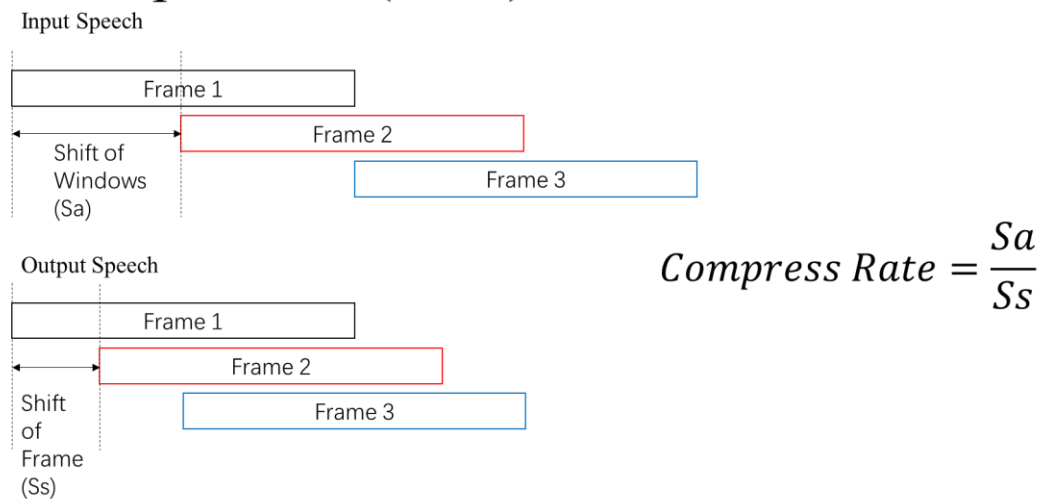 Input Speech
Frame 1
Frame 2
Shift of
Windows
(Sa)
Frame 3
Compress Rate = Sa / Ss
Output Speech
Frame 1
Frame 2
Shift
of
Frame
(Ss)
Frame 3